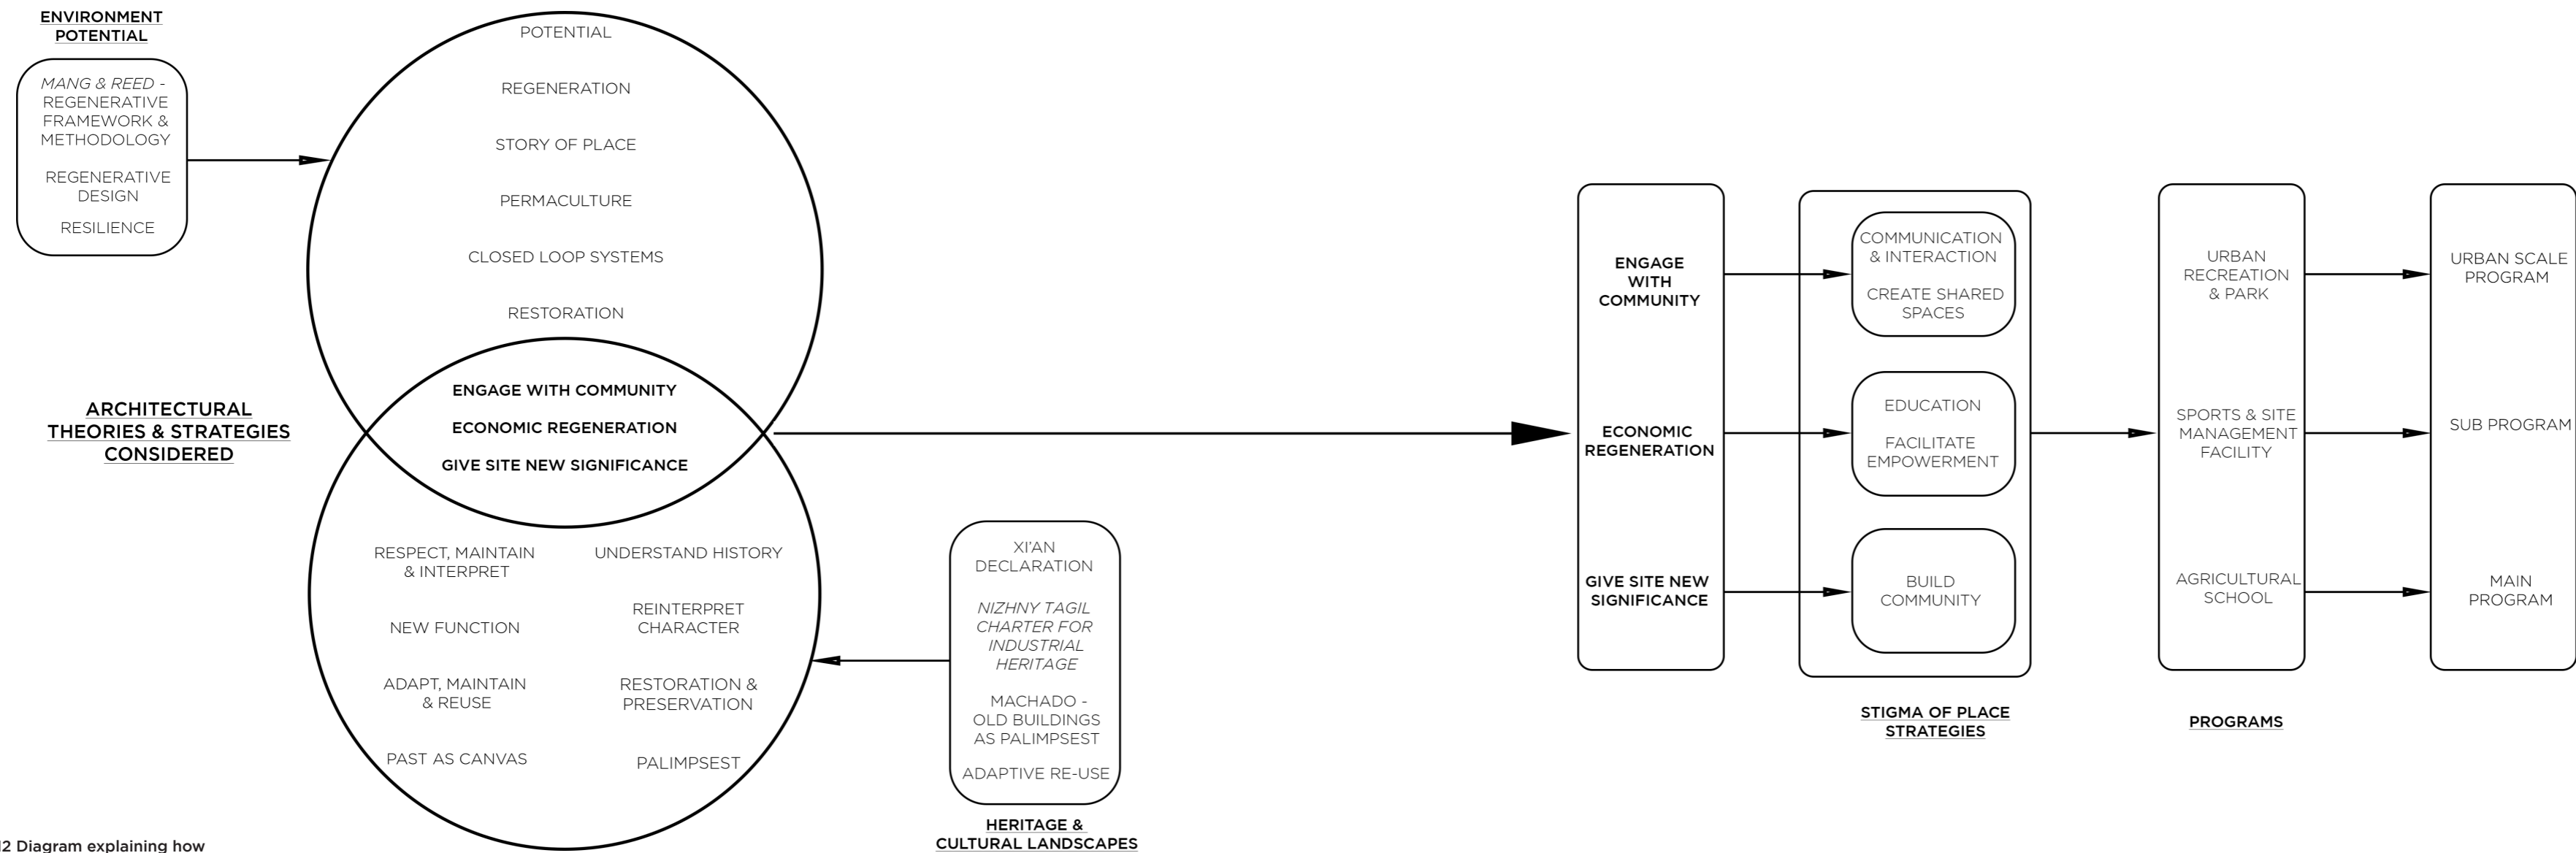 ENVIRONMENT
POTENTIAL
MANG & REED -
REGENERATIVE
FRAMEWORK &
METHODOLOGY
REGENERATIVE
DESIGN
RESILIENCE
POTENTIAL
REGENERATION
STORY OF PLACE
PERMACULTURE
CLOSED LOOP SYSTEMS
RESTORATION
ARCHITECTURAL
THEORIES & STRATEGIES
CONSIDERED
ENGAGE WITH COMMUNITY
ECONOMIC REGENERATION
GIVE SITE NEW SIGNIFICANCE
RESPECT, MAINTAIN
& INTERPRET
NEW FUNCTION
ADAPT, MAINTAIN
& REUSE
PAST AS CANVAS
UNDERSTAND HISTORY
REINTERPRET
CHARACTER
RESTORATION &
PRESERVATION
PALIMPSEST
XI'AN
DECLARATION
NIZHNY TAGIL
CHARTER FOR
INDUSTRIAL
HERITAGE
MACHADO -
OLD BUILDINGS
AS PALIMPSEST
ADAPTIVE RE-USE
HERITAGE &
CULTURAL LANDSCAPES
ENGAGE
WITH
COMMUNITY
ECONOMIC
REGENERATION
GIVE SITE NEW
SIGNIFICANCE
COMMUNICATION
& INTERACTION
CREATE SHARED
SPACES
EDUCATION
FACILITATE
EMPOWERMENT
BUILD
COMMUNITY
STIGMA OF PLACE
STRATEGIES
URBAN
RECREATION
& PARK
SPORTS & SITE
MANAGEMENT
FACILITY
AGRICULTURAL
SCHOOL
PROGRAMS
URBAN SCALE
PROGRAM
SUB PROGRAM
MAIN
PROGRAM
12 Diagram explaining how